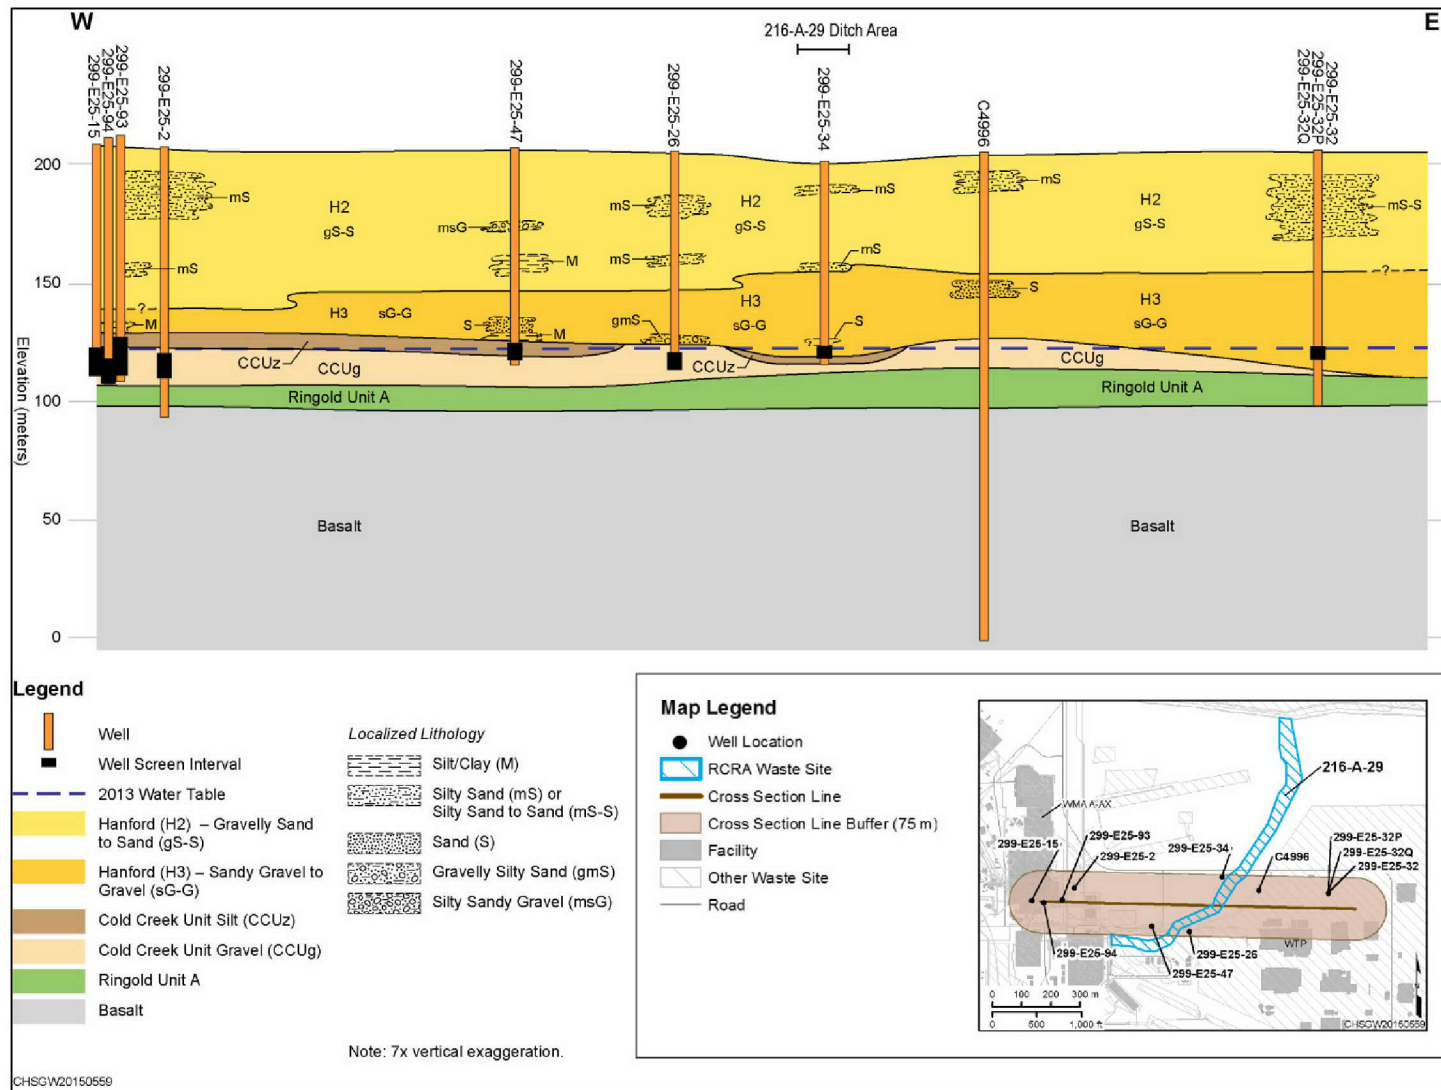 W
E
216-A-29 Ditch Area
299-E25-15
299-E25-94
299-E25-93
299-E25-2
299-E25-47
299-E25-26
299-E25-34
C4996
299-E25-32Q
299-E25-32P
299-E25-32
200
150
100
50
0
Elevation (meters)
mS
mS
H2
gS-S
msG
M
mS
mS
H2
gS-S
mS
mS
mS
H2
gS-S
mS-S
?
?
M
H3 sG-G
S
M
gmS
H3
sG-G
S
S
H3
sG-G
CCUz
CCUg
CCUz
CCUg
Ringold Unit A
Ringold Unit A
Basalt
Basalt
Legend
Well
Well Screen Interval
2013 Water Table
Hanford (H2) – Gravelly Sand
to Sand (gS-S)
Hanford (H3) – Sandy Gravel to
Gravel (sG-G)
Cold Creek Unit Silt (CCUz)
Cold Creek Unit Gravel (CCUg)
Ringold Unit A
Basalt
Localized Lithology
Silt/Clay (M)
Silty Sand (mS) or
Silty Sand to Sand (mS-S)
Sand (S)
Gravelly Silty Sand (gmS)
Silty Sandy Gravel (msG)
Note: 7x vertical exaggeration.
CHSGW20150559
Map Legend
Well Location
RCRA Waste Site
Cross Section Line
Cross Section Line Buffer (75 m)
Facility
Other Waste Site
Road
216-A-29
WMA A-AX
299-E25-93
299-E25-15
299-E25-2
299-E25-34
C4996
299-E25-32P
299-E25-32Q
299-E25-32
299-E25-94
299-E25-26
299-E25-47
WTP
0 100 200 300 m
0 500 1,000 ft
CHSGW20150559